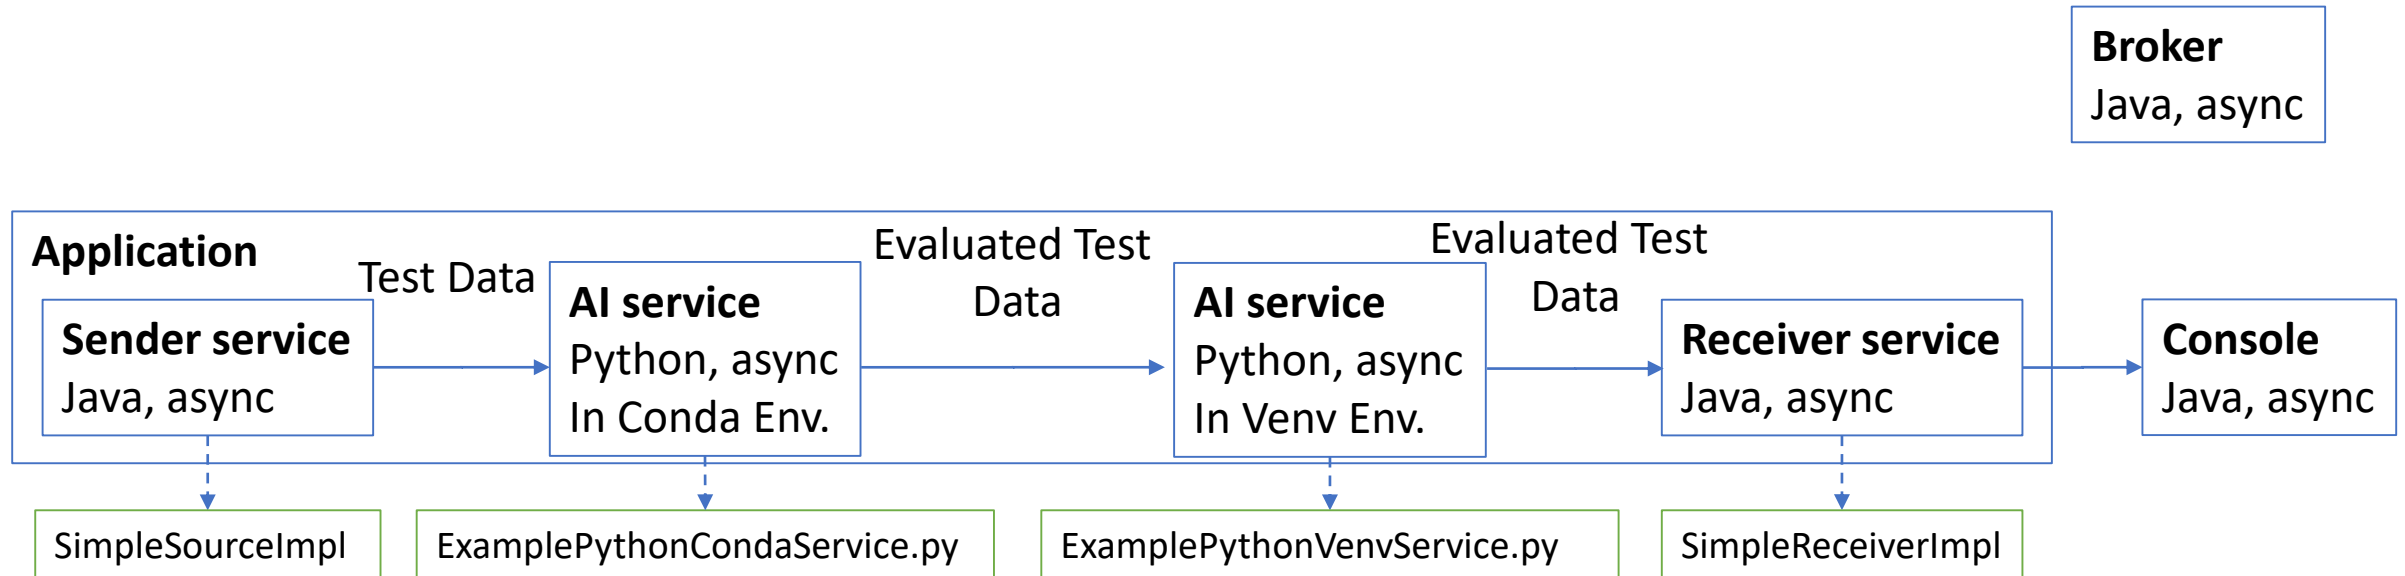 Broker
Java, async
Application
Test Data
Evaluated Test
Data
Evaluated Test
Data
Sender service
Java, async
AI service
Python, async
In Conda Env.
AI service
Python, async
In Venv Env.
Receiver service
Java, async
Console
Java, async
SimpleSourceImpl
ExamplePythonCondaService.py
ExamplePythonVenvService.py
SimpleReceiverImpl